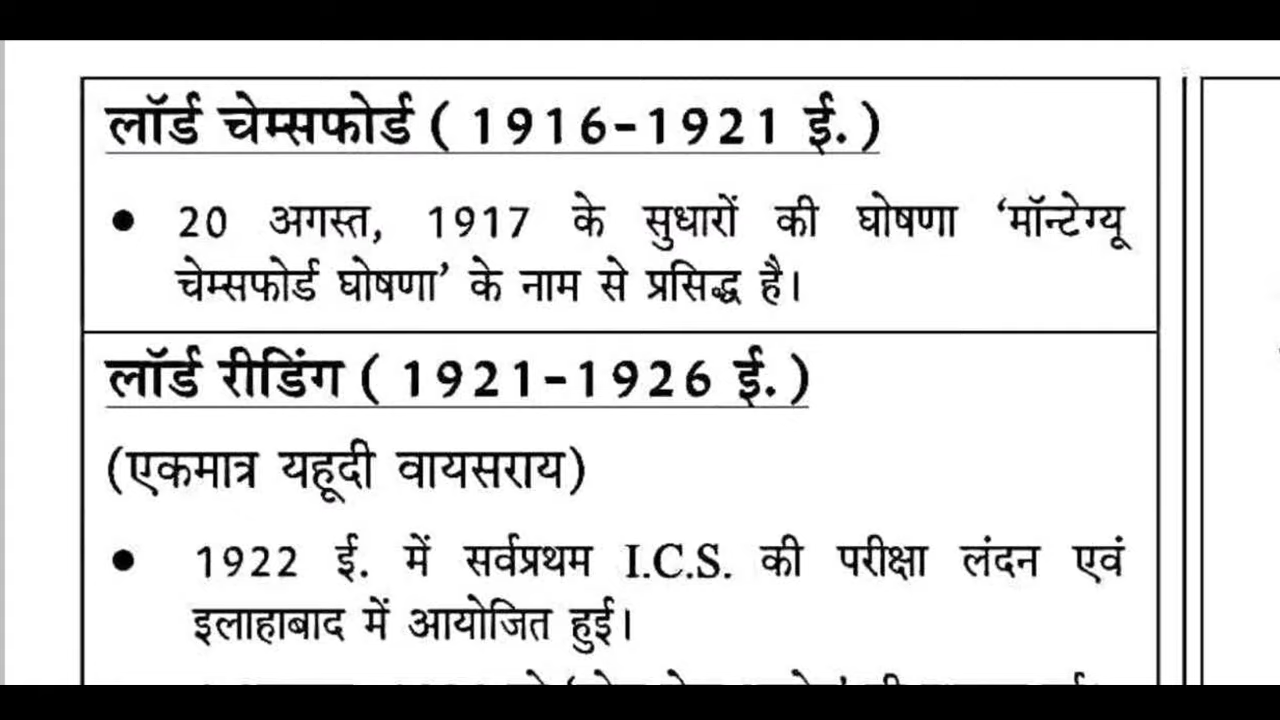 लॉर्ड चेम्सफोर्ड ( 1916-1921 ई. )
● 20 अगस्त, 1917 के सुधारों की घोषणा ‘मॉन्टेग्यू
चेम्सफोर्ड घोषणा’ के नाम से प्रसिद्ध है।
लॉर्ड रीडिंग ( 1921-1926 ई. )
(एकमात्र यहूदी वायसराय)
● 1922 ई. में सर्वप्रथम I.C.S. की परीक्षा लंदन एवं
इलाहाबाद में आयोजित हुई।